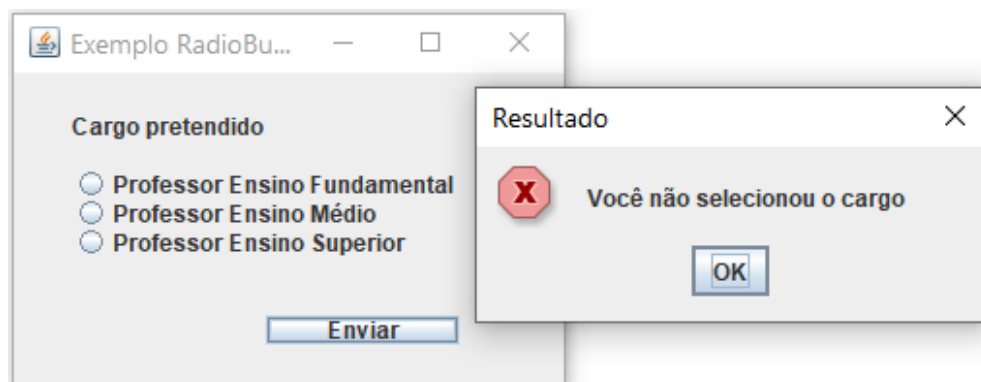 Exemplo RadioBu...
Cargo pretendido
Professor Ensino Fundamental
Professor Ensino Médio
Professor Ensino Superior
Enviar
Resultado
Você não selecionou o cargo
OK